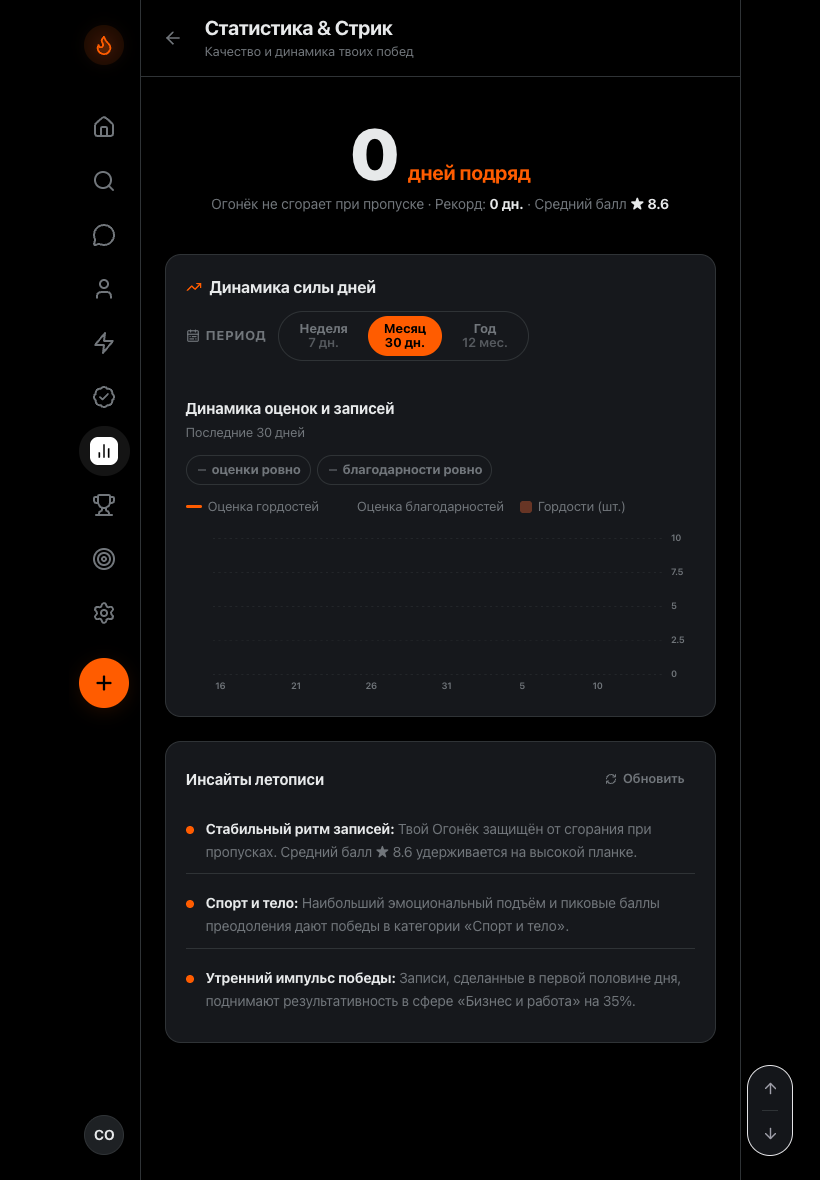 Статистика & Стрик
Качество и динамика твоих побед
0 дней подряд
Огонёк не сгорает при пропуске · Рекорд: 0 дн. · Средний балл ★ 8.6
Динамика силы дней
ПЕРИОД
Неделя
7 дн.
Месяц
30 дн.
Год
12 мес.
Динамика оценок и записей
Последние 30 дней
— оценки ровно
— благодарности ровно
Оценка гордостей
Оценка благодарностей
Гордости (шт.)
10
7.5
5
2.5
0
16 21 26 31 5 10
Инсайты летописи
Обновить
Стабильный ритм записей: Твой Огонёк защищён от сгорания при
пропусках. Средний балл ★ 8.6 удерживается на высокой планке.
Спорт и тело: Наибольший эмоциональный подъём и пиковые баллы
преодоления дают победы в категории «Спорт и тело».
Утренний импульс победы: Записи, сделанные в первой половине дня,
поднимают результативность в сфере «Бизнес и работа» на 35%.
CO